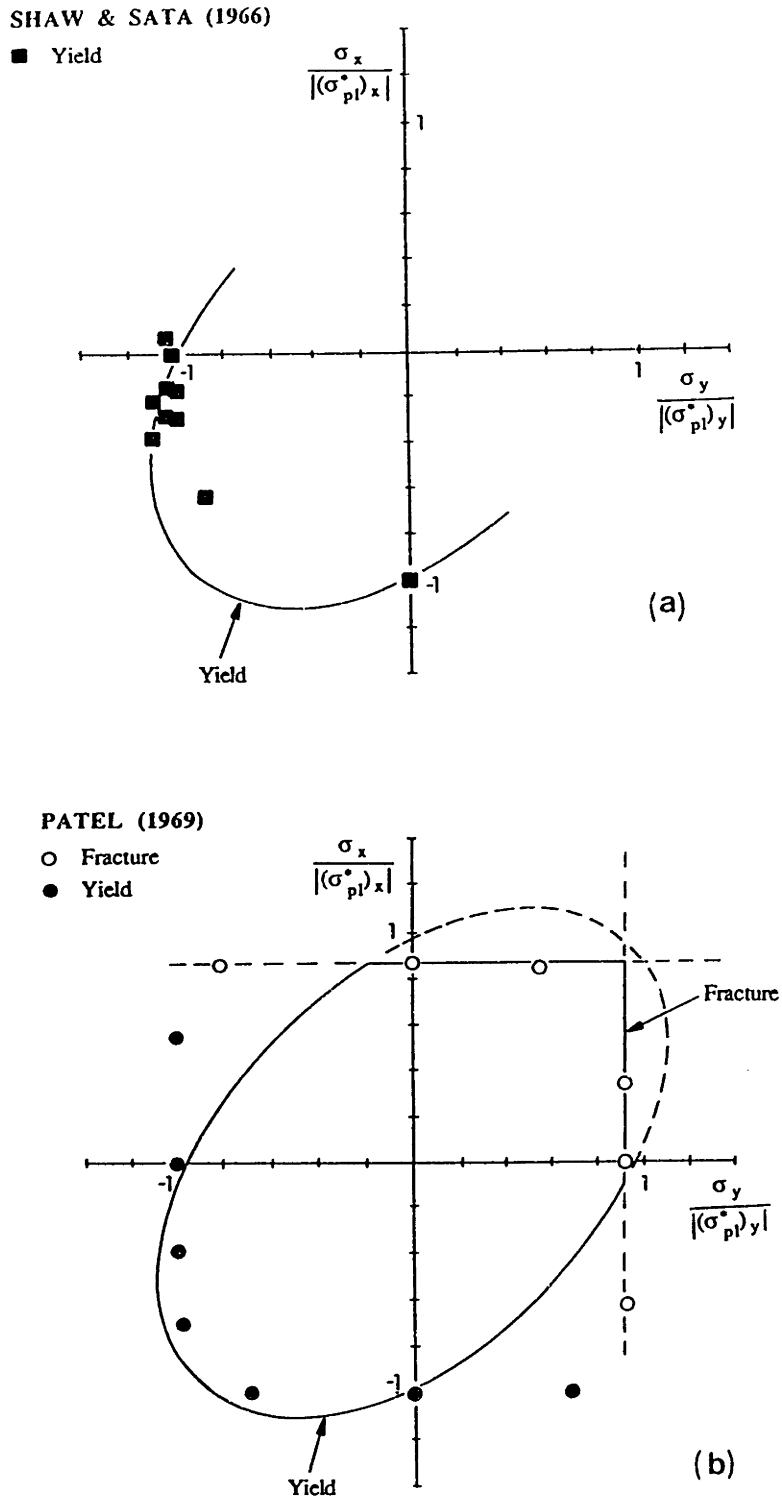 SHAW & SATA (1966)
■ Yield
σx
|(σ*pl)x|
1
-1
1
σy
|(σ*pl)y|
-1
(a)
Yield
PATEL (1969)
○ Fracture
● Yield
σx
|(σ*pl)x|
1
Fracture
-1
1
σy
|(σ*pl)y|
-1
(b)
Yield